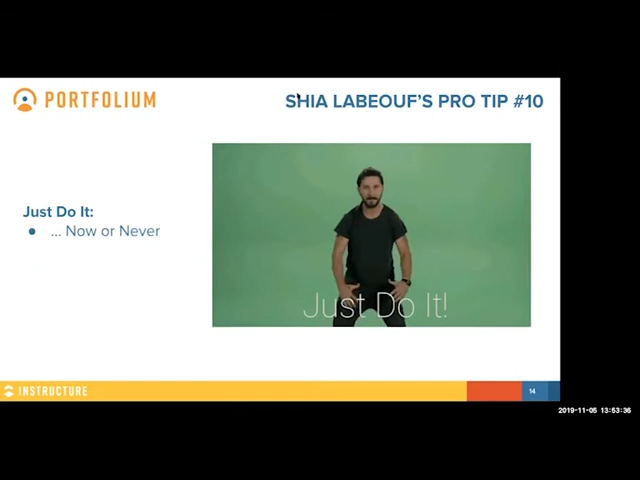 PORTFOLIUM
SHIA LABEOUF'S PRO TIP #10
Just Do It:
● ... Now or Never
Just Do It!
INSTRUCTURE
14
2019-11-05 13:53:36